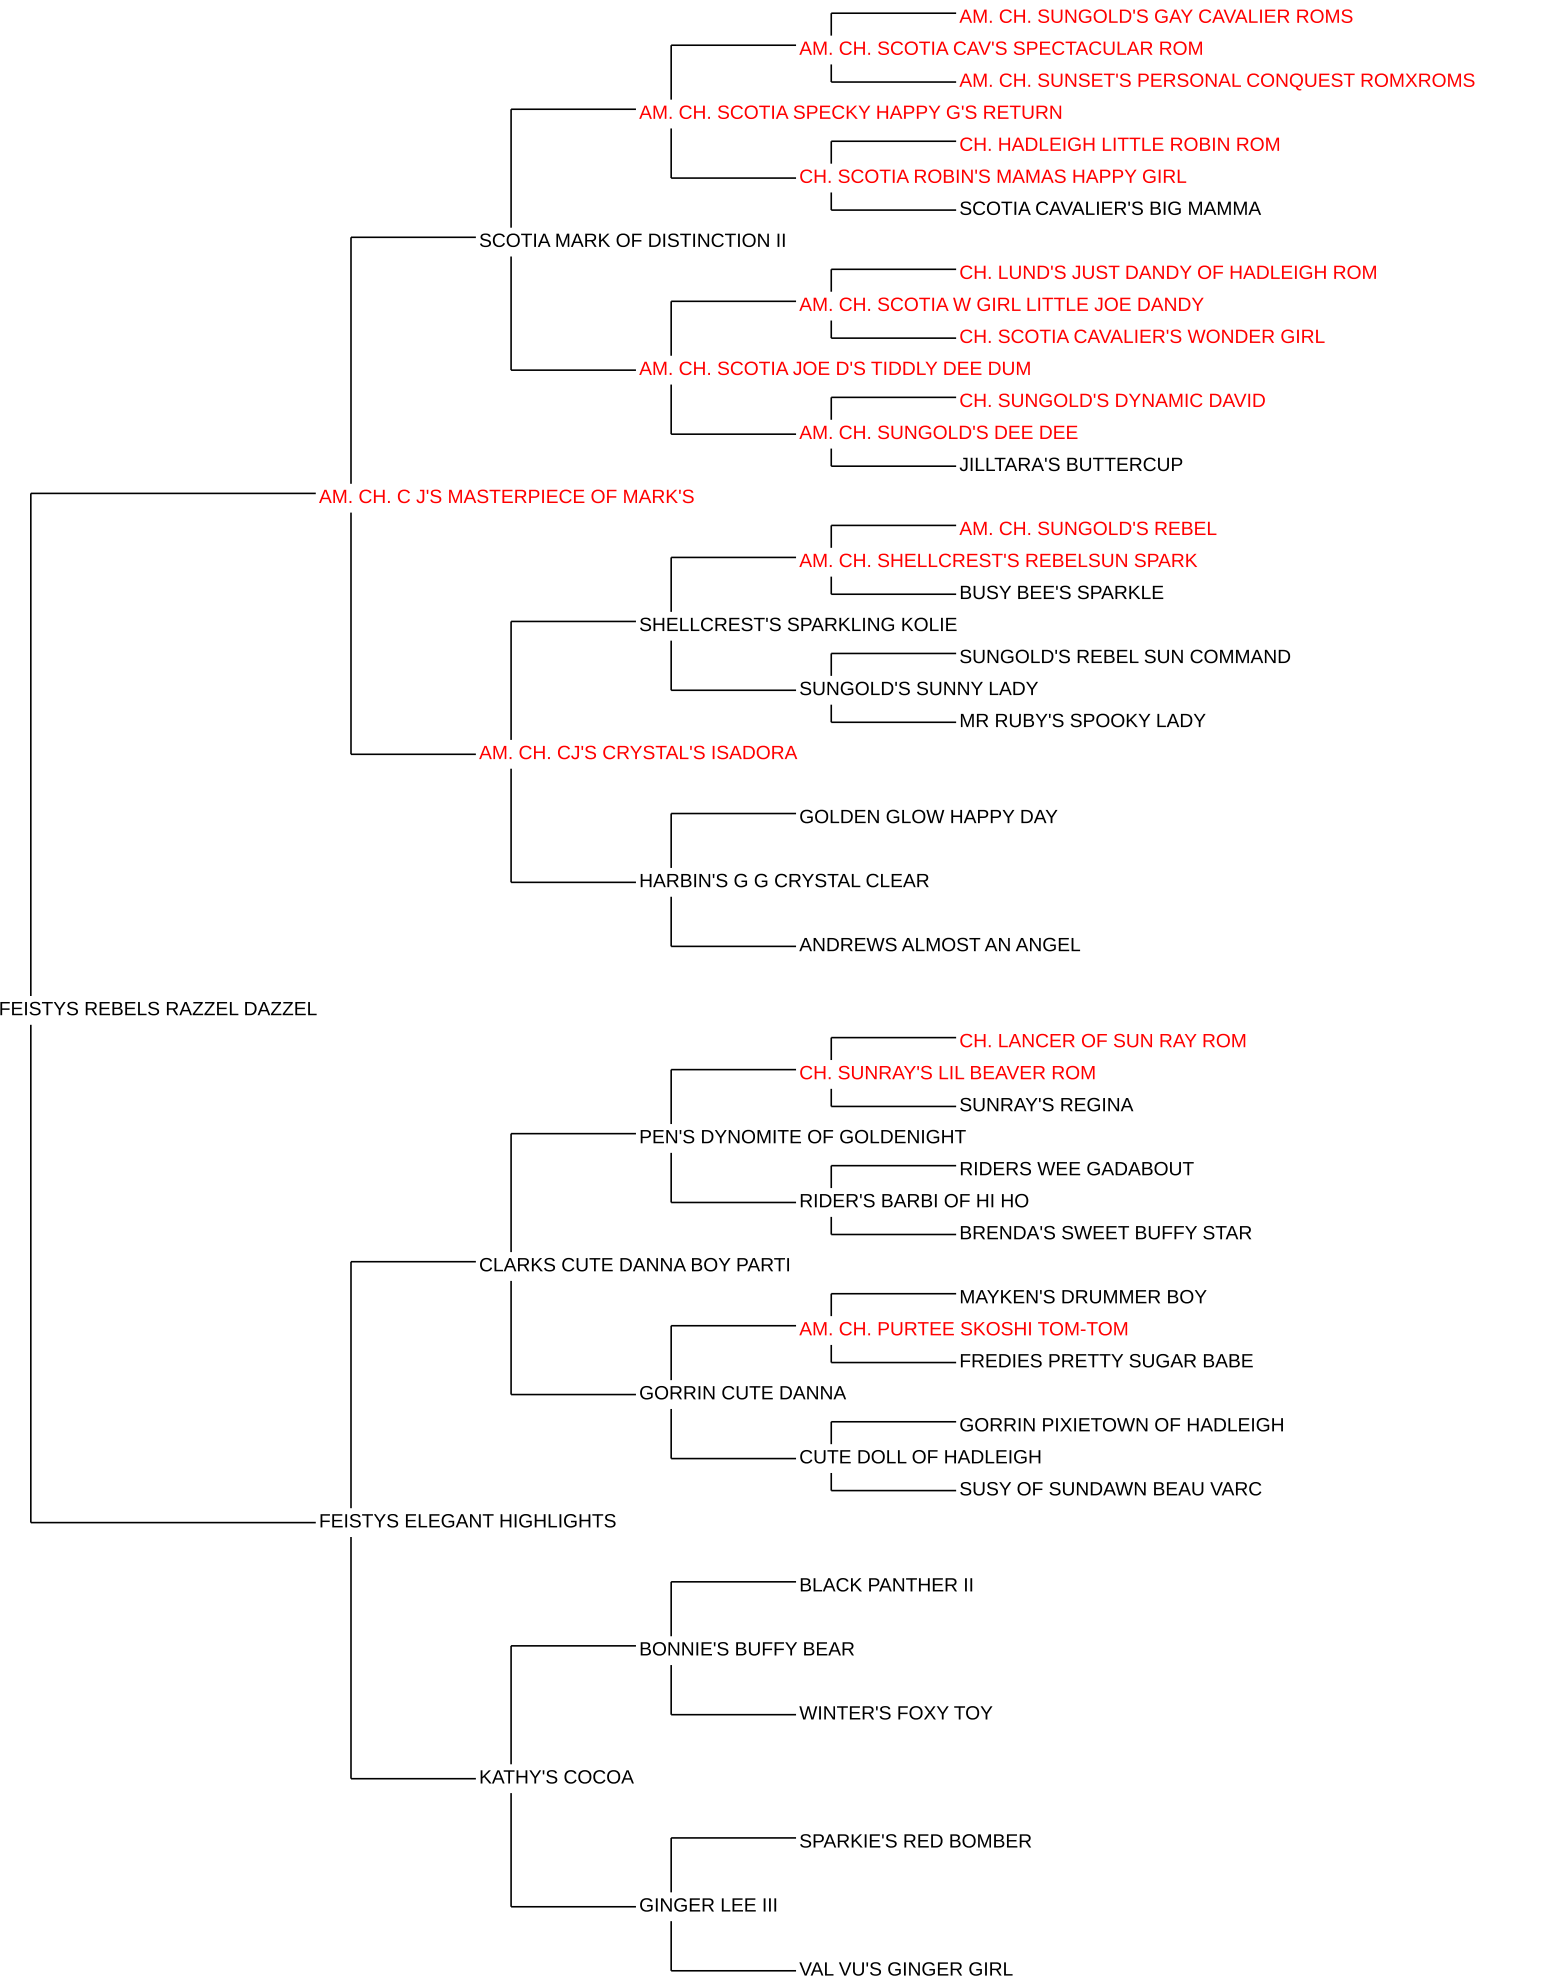 AM. CH. SUNGOLD'S GAY CAVALIER ROMS
AM. CH. SCOTIA CAV'S SPECTACULAR ROM
AM. CH. SUNSET'S PERSONAL CONQUEST ROMXROMS
AM. CH. SCOTIA SPECKY HAPPY G'S RETURN
CH. HADLEIGH LITTLE ROBIN ROM
CH. SCOTIA ROBIN'S MAMAS HAPPY GIRL
SCOTIA CAVALIER'S BIG MAMMA
SCOTIA MARK OF DISTINCTION II
CH. LUND'S JUST DANDY OF HADLEIGH ROM
AM. CH. SCOTIA W GIRL LITTLE JOE DANDY
CH. SCOTIA CAVALIER'S WONDER GIRL
AM. CH. SCOTIA JOE D'S TIDDLY DEE DUM
CH. SUNGOLD'S DYNAMIC DAVID
AM. CH. SUNGOLD'S DEE DEE
JILLTARA'S BUTTERCUP
AM. CH. C J'S MASTERPIECE OF MARK'S
AM. CH. SUNGOLD'S REBEL
AM. CH. SHELLCREST'S REBELSUN SPARK
BUSY BEE'S SPARKLE
SHELLCREST'S SPARKLING KOLIE
SUNGOLD'S REBEL SUN COMMAND
SUNGOLD'S SUNNY LADY
MR RUBY'S SPOOKY LADY
AM. CH. CJ'S CRYSTAL'S ISADORA
GOLDEN GLOW HAPPY DAY
HARBIN'S G G CRYSTAL CLEAR
ANDREWS ALMOST AN ANGEL
FEISTYS REBELS RAZZEL DAZZEL
CH. LANCER OF SUN RAY ROM
CH. SUNRAY'S LIL BEAVER ROM
SUNRAY'S REGINA
PEN'S DYNOMITE OF GOLDENIGHT
RIDERS WEE GADABOUT
RIDER'S BARBI OF HI HO
BRENDA'S SWEET BUFFY STAR
CLARKS CUTE DANNA BOY PARTI
MAYKEN'S DRUMMER BOY
AM. CH. PURTEE SKOSHI TOM-TOM
FREDIES PRETTY SUGAR BABE
GORRIN CUTE DANNA
GORRIN PIXIETOWN OF HADLEIGH
CUTE DOLL OF HADLEIGH
SUSY OF SUNDAWN BEAU VARC
FEISTYS ELEGANT HIGHLIGHTS
BLACK PANTHER II
BONNIE'S BUFFY BEAR
WINTER'S FOXY TOY
KATHY'S COCOA
SPARKIE'S RED BOMBER
GINGER LEE III
VAL VU'S GINGER GIRL